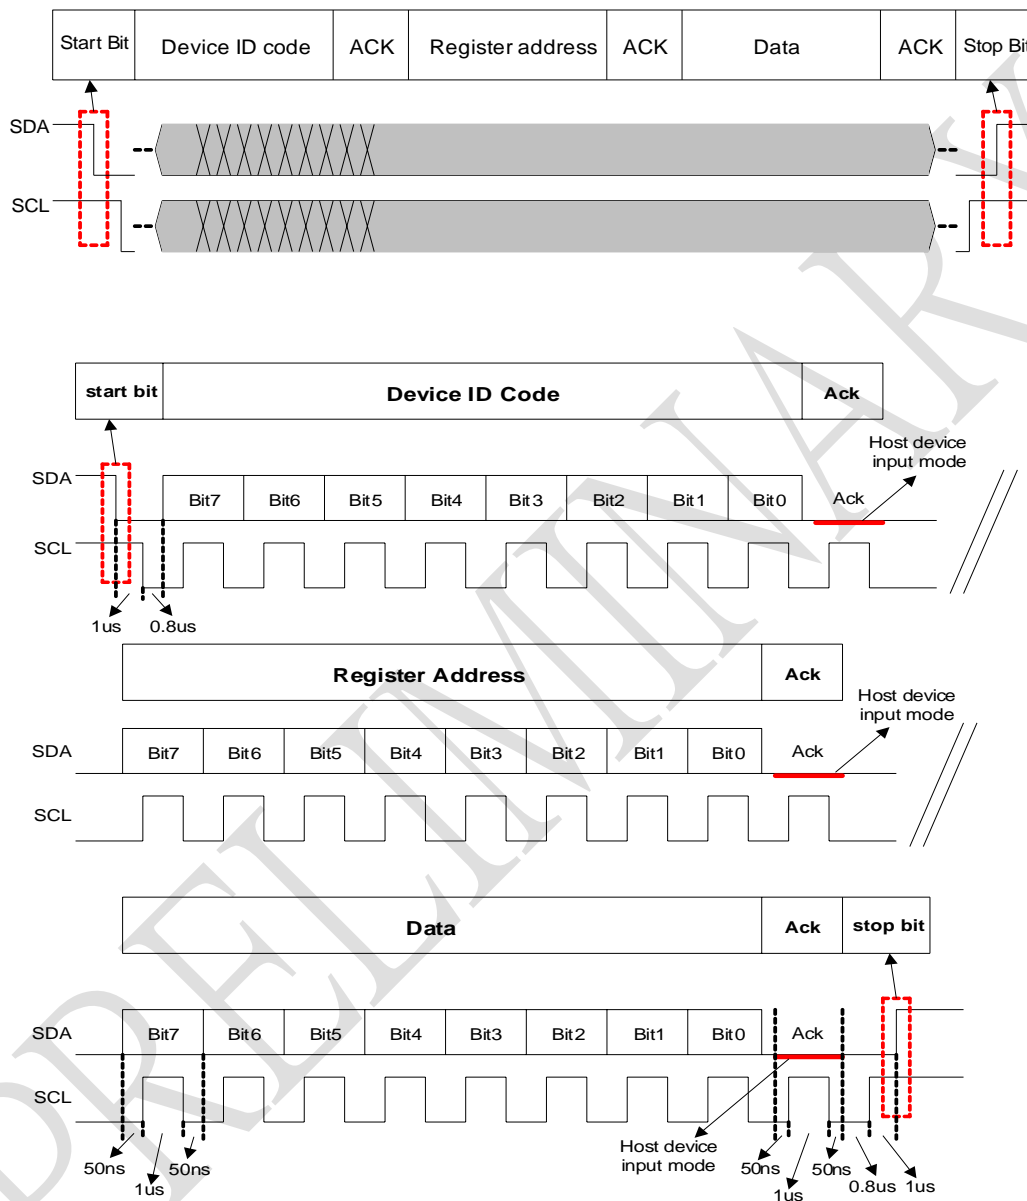 Start Bit Device ID code ACK Register address ACK Data ACK Stop Bit
SDA
SCL
start bit Device ID Code Ack
Host device
input mode
SDA Bit7 Bit6 Bit5 Bit4 Bit3 Bit2 Bit1 Bit0 Ack
SCL
1us 0.8us
Register Address Ack
Host device
input mode
SDA Bit7 Bit6 Bit5 Bit4 Bit3 Bit2 Bit1 Bit0 Ack
SCL
Data Ack stop bit
SDA Bit7 Bit6 Bit5 Bit4 Bit3 Bit2 Bit1 Bit0 Ack
SCL
Host device
input mode
50ns 1us 50ns 50ns 1us 50ns 0.8us 1us
PRELIMINARY